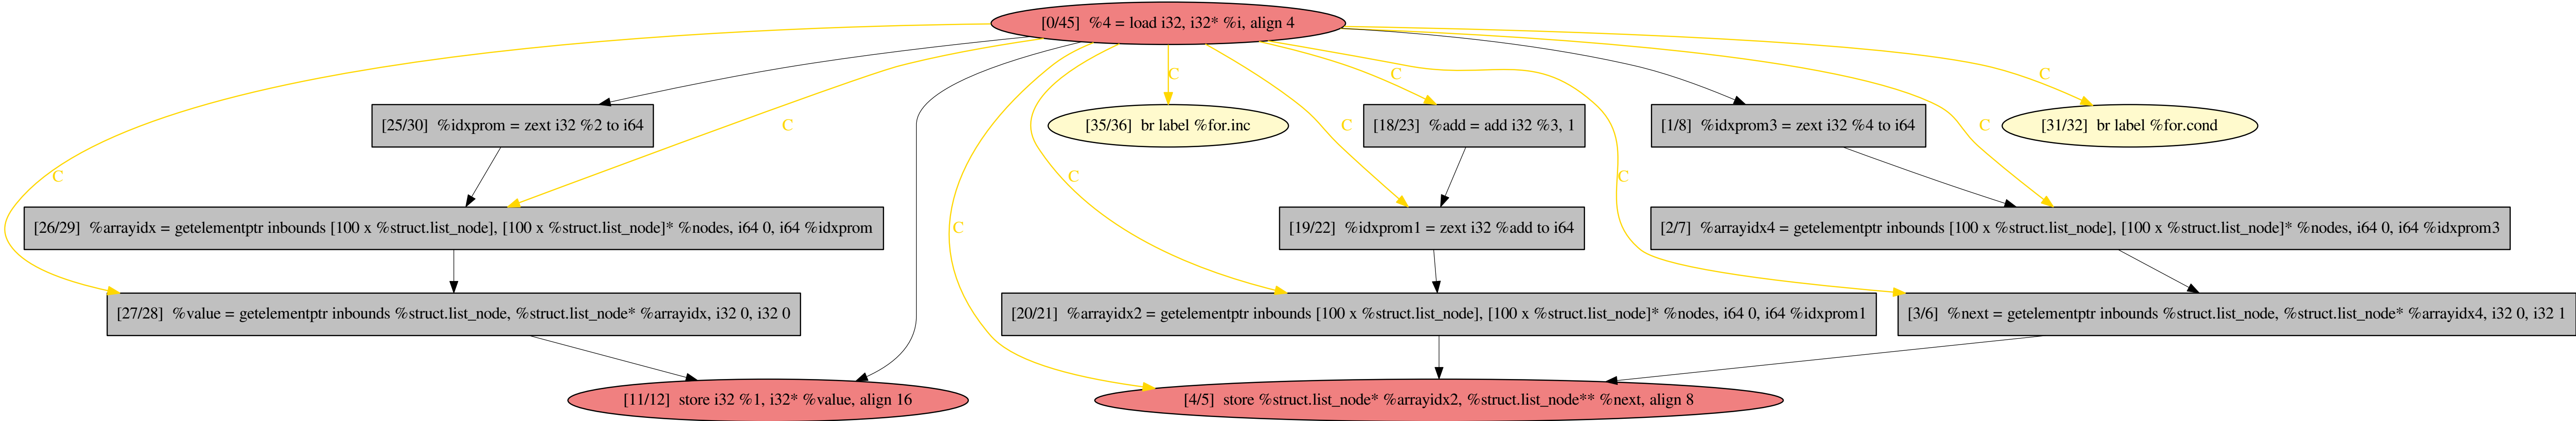 [0/45]  %4 = load i32, i32* %i, align 4
C
C
C
[25/30]  %idxprom = zext i32 %2 to i64
C
[35/36]  br label %for.inc
C
[18/23]  %add = add i32 %3, 1
[1/8]  %idxprom3 = zext i32 %4 to i64
C
[31/32]  br label %for.cond
C
C
C
[26/29]  %arrayidx = getelementptr inbounds [100 x %struct.list_node], [100 x %struct.list_node]* %nodes, i64 0, i64 %idxprom
C
[19/22]  %idxprom1 = zext i32 %add to i64
[2/7]  %arrayidx4 = getelementptr inbounds [100 x %struct.list_node], [100 x %struct.list_node]* %nodes, i64 0, i64 %idxprom3
[27/28]  %value = getelementptr inbounds %struct.list_node, %struct.list_node* %arrayidx, i32 0, i32 0
[20/21]  %arrayidx2 = getelementptr inbounds [100 x %struct.list_node], [100 x %struct.list_node]* %nodes, i64 0, i64 %idxprom1
[3/6]  %next = getelementptr inbounds %struct.list_node, %struct.list_node* %arrayidx4, i32 0, i32 1
[11/12]  store i32 %1, i32* %value, align 16
[4/5]  store %struct.list_node* %arrayidx2, %struct.list_node** %next, align 8